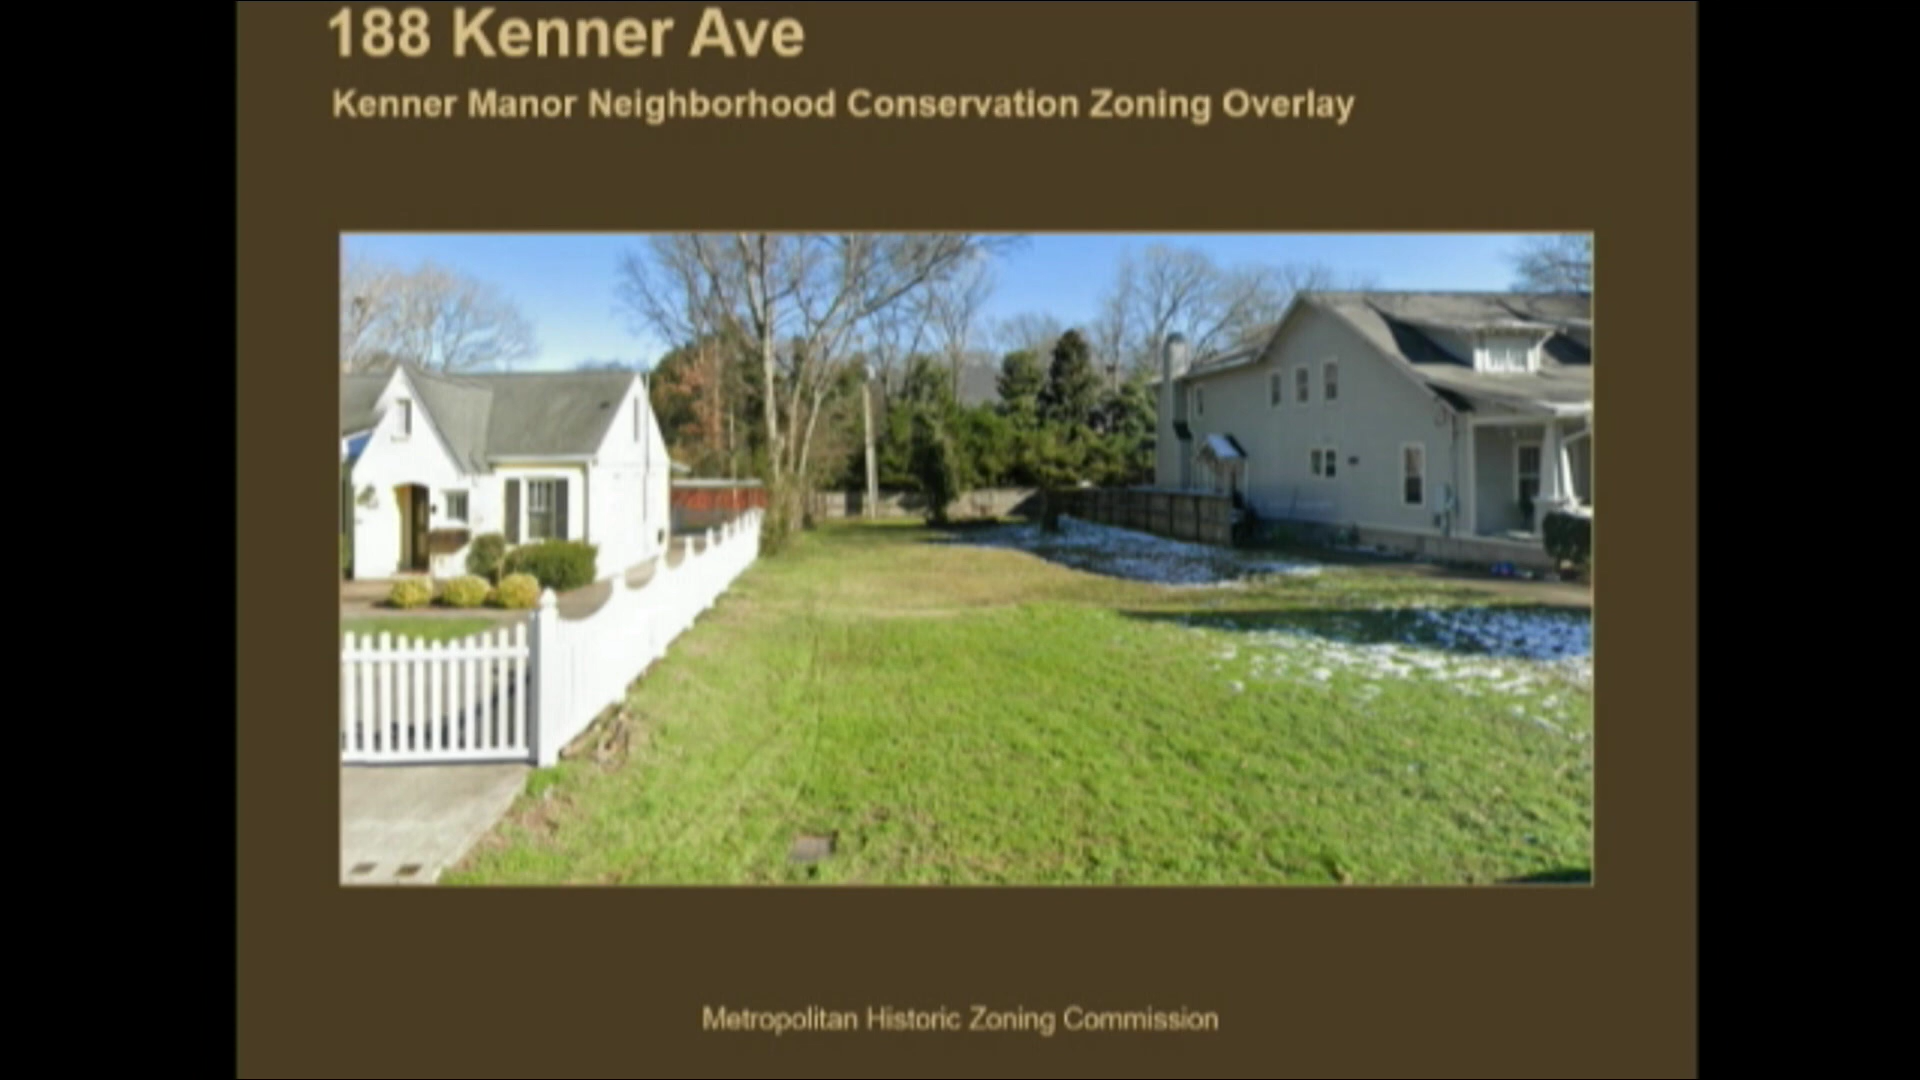 188 Kenner Ave
Kenner Manor Neighborhood Conservation Zoning Overlay
Metropolitan Historic Zoning Commission